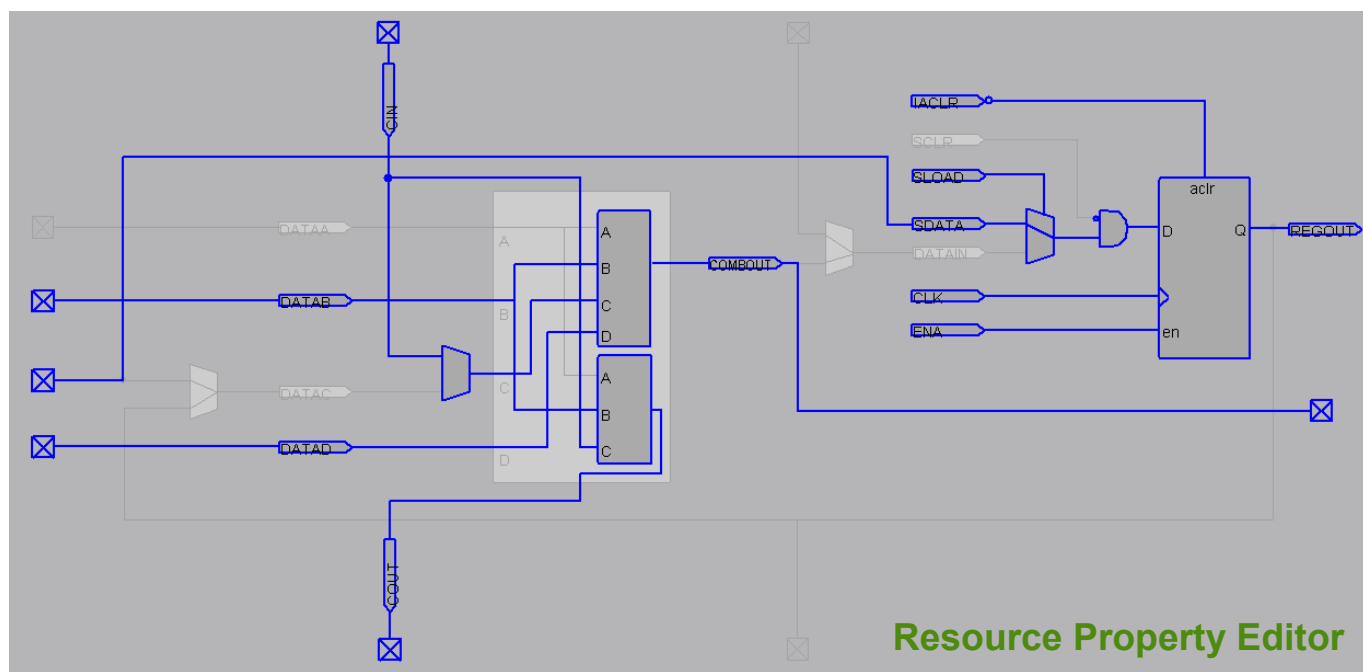 CIN
IACLR
SCLR
SLOAD
aclr
DATAA
A
A
SDATA
D
Q
REGOUT
B
COMBOUT
DATAIN
DATAB
B
C
CLK
D
ENA
en
A
DATAC
C
B
DATAD
D
C
COUT
Resource Property Editor